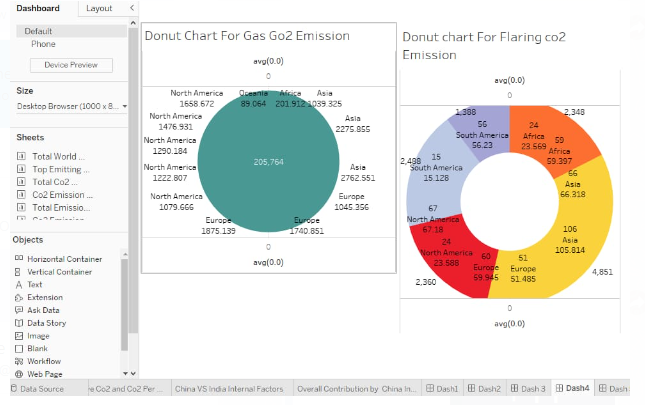 Dashboard
Layout
Default
Phone
Device Preview
Size
Desktop Browser (1000 x 8...
Sheets
Total World ...
Top Emitting ...
Total Co2 ...
Co2 Emission ...
Total Emissio...
Objects
Horizontal Container
Vertical Container
A Text
Extension
Ask Data
Data Story
Image
Blank
Workflow
Web Page
Donut Chart For Gas Go2 Emission
avg(0.0)
0
North America
1658.672
Oceania
89.064
Africa
201.912
Asia
1039.325
North America
1476.931
Asia
2275.855
North America
1290.184
205,764
North America
1222.807
Asia
2762.551
North America
1079.666
Europe
1045.356
Europe
1875.139
Europe
1740.851
0
avg(0.0)
Donut chart For Flaring co2
Emission
avg(0.0)
0
1,388
2,348
56
South America
56.23
24
Africa
23.569
59
Africa
59.397
2,498
15
South America
15.128
66
Asia
66.318
67
North America
67.18
106
Asia
105.814
24
North America
23.688
60
Europe
59.945
51
Europe
51.485
4,851
2,360
0
avg(0.0)
Data Source
e Co2 and Co2 Per ...
China VS India Internal Factors
Overall Contribution by China In...
Dash1
Dash2
Dash 3
Dash4
Dash